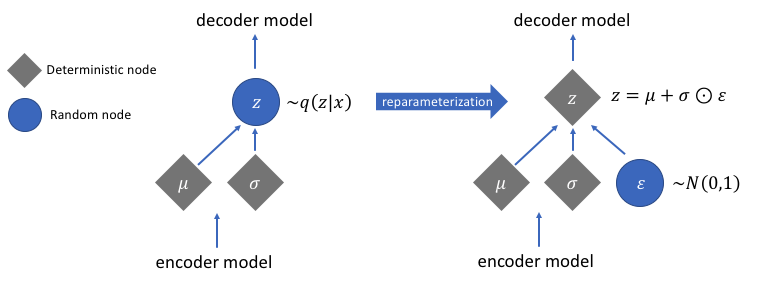 decoder model
decoder model
Deterministic node
Random node
z
~q(z|x)
reparameterization
z
z = μ + σ ⊙ ε
μ
σ
μ
σ
ε
~N(0,1)
encoder model
encoder model